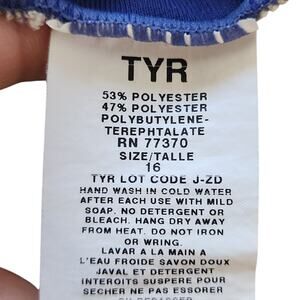 TYR
53% POLYESTER
47% POLYESTER
POLYBUTYLENE-
TEREPHTALATE
RN 77370
SIZE/TALLE
16
TYR LOT CODE J-ZD
HAND WASH IN COLD WATER
AFTER EACH USE WITH MILD
SOAP. NO DETERGENT OR
BLEACH. HANG DRY AWAY
FROM HEAT. DO NOT IRON
OR WRING.
LAVAR A LA MAIN A
L'EAU FROIDE SAVON DOUX
JAVAL ET DETERGENT
INTERDITS SUSPENDRE POUR
SECHER NE PAS ESSORER